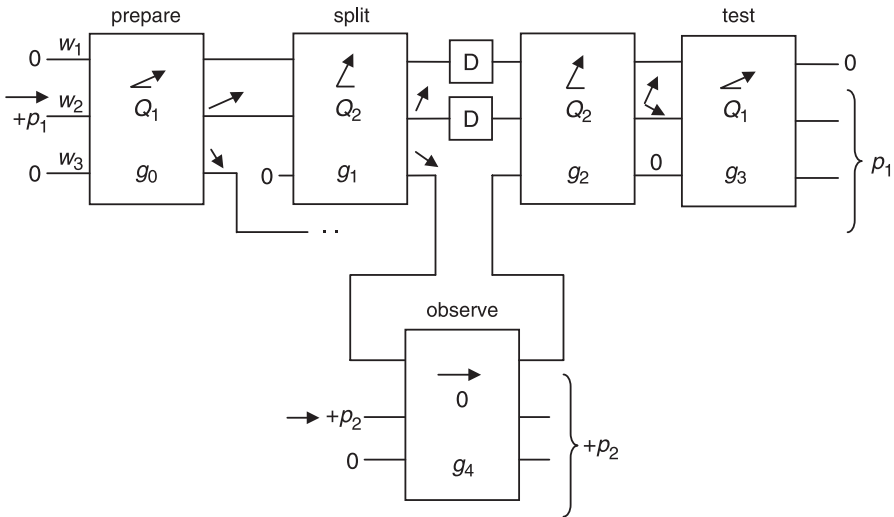 prepare split test
0 w₁ D 0
+p₁ w₂ Q₁ Q₂ D Q₂ Q₁
0 w₃ g₀ 0 g₁ g₂ 0 g₃ p₁
. .
observe
0
+p₂ +p₂
0 g₄